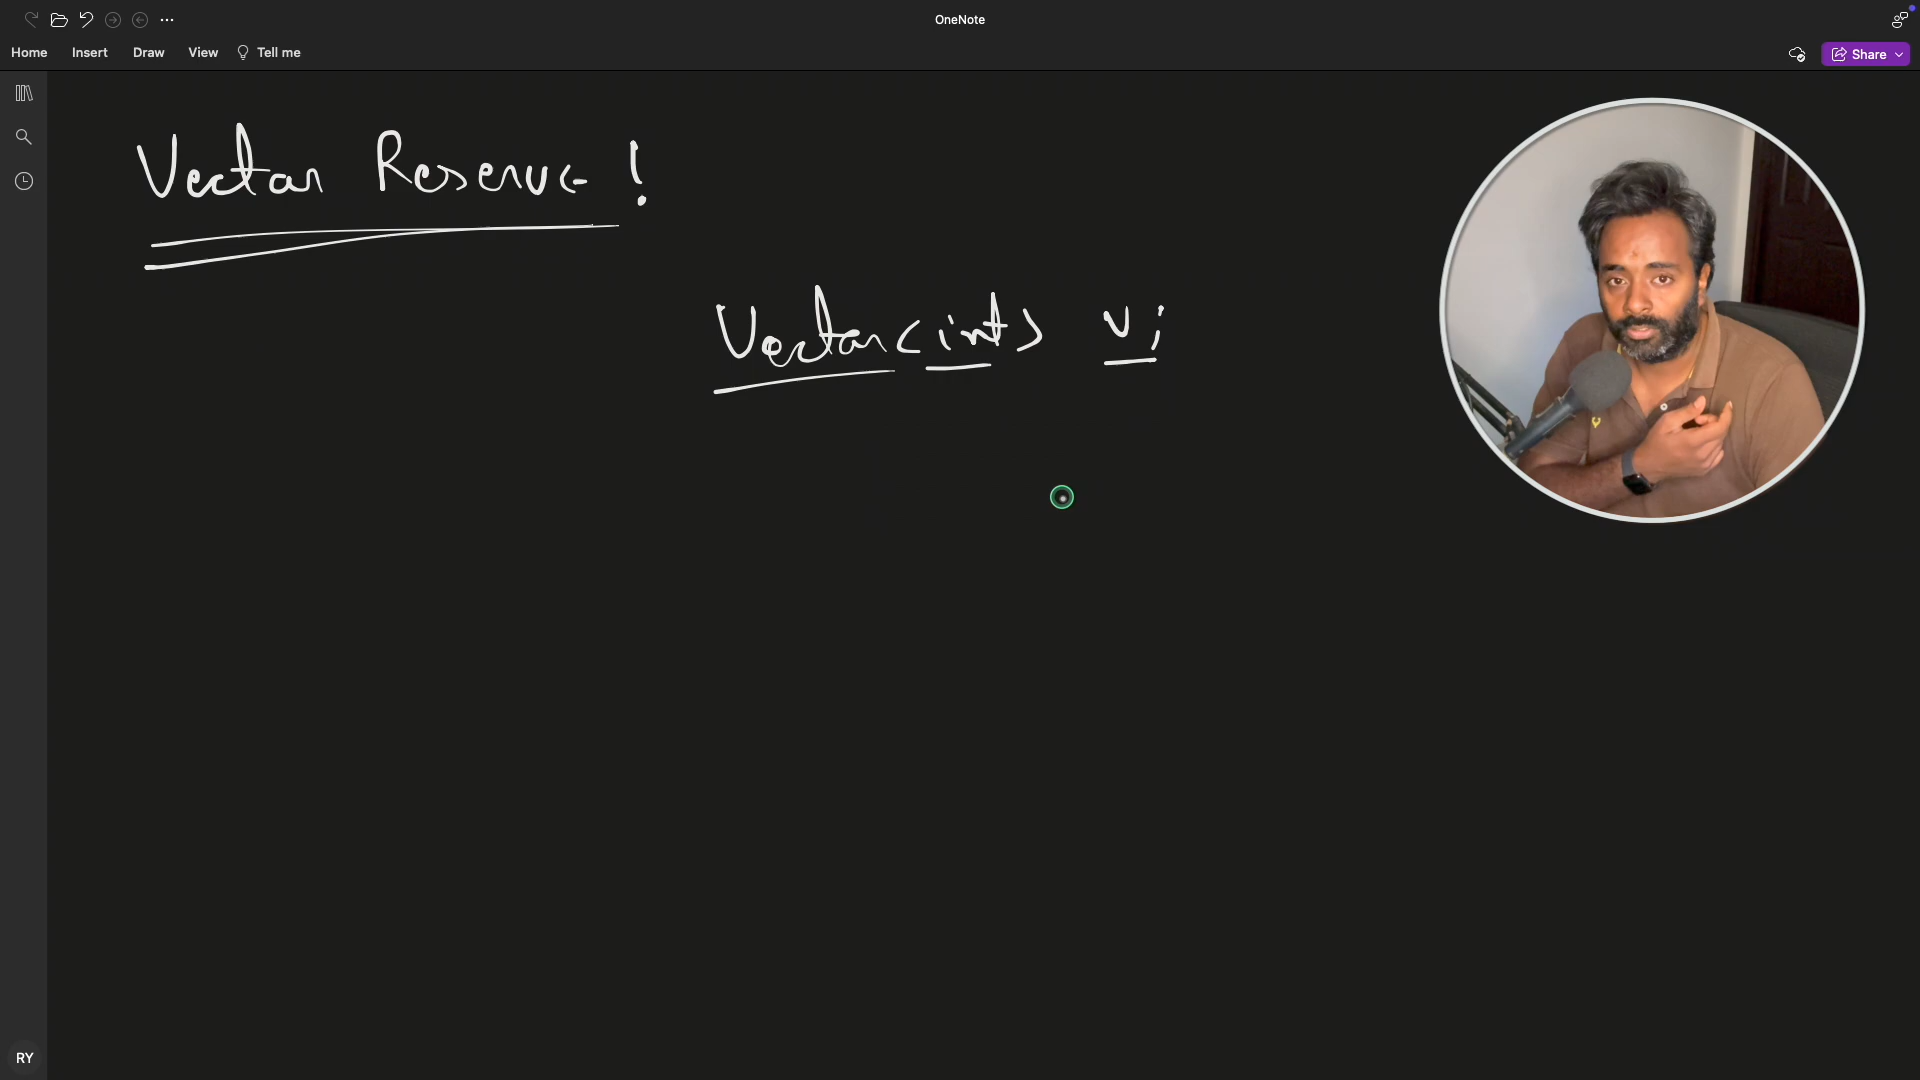 OneNote
Home Insert Draw View Tell me
Share
Vector Reserve !
Vector<int> v;
RY